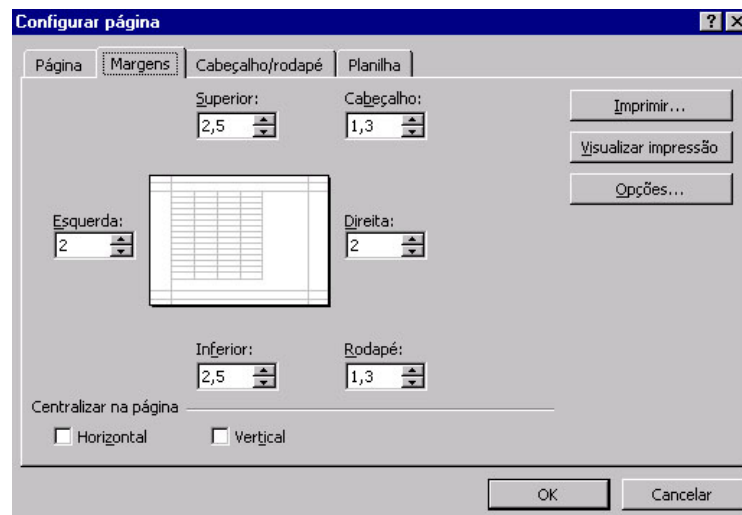 Configurar página
Página Margens Cabeçalho/rodapé Planilha
Superior: Cabeçalho:
2,5 1,3
Imprimir...
Visualizar impressão
Opções...
Esquerda: Direita:
2 2
Inferior: Rodapé:
2,5 1,3
Centralizar na página
Horizontal Vertical
OK Cancelar